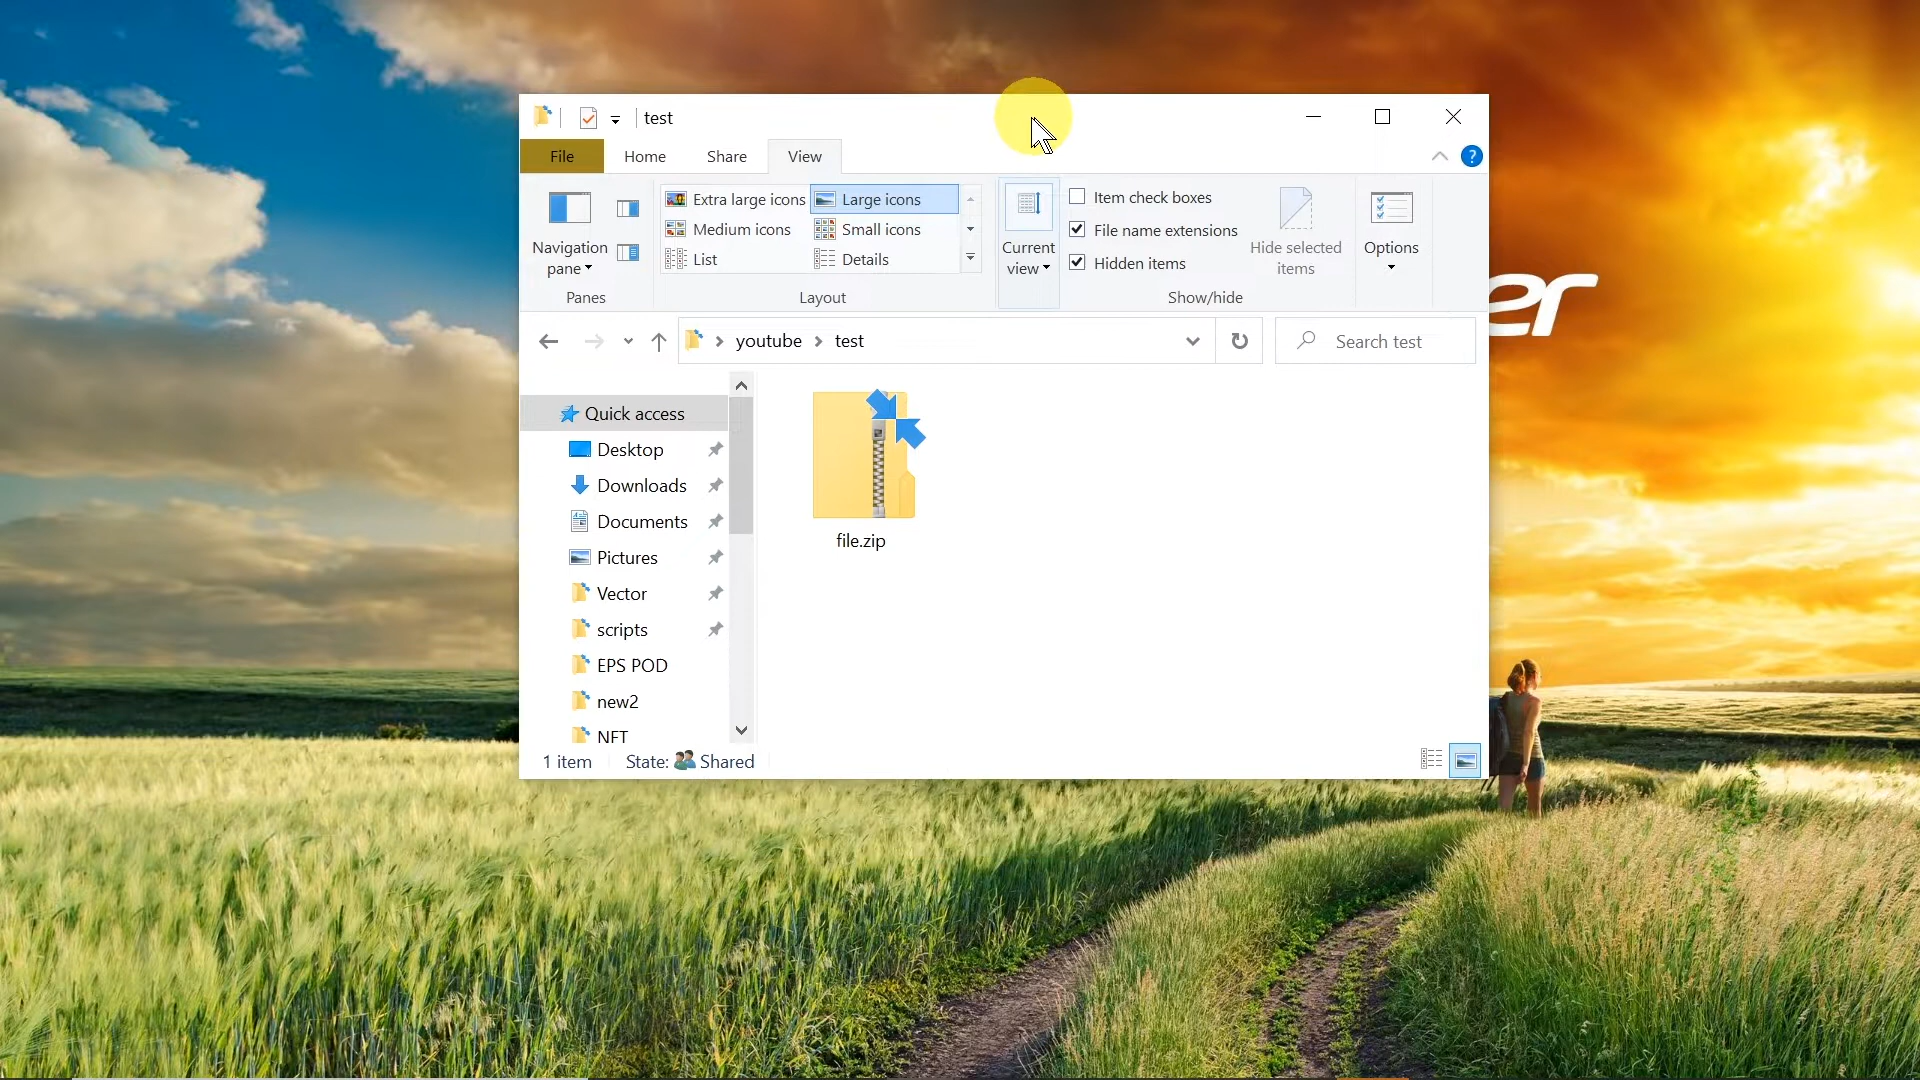 test
File Home Share View
?
Navigation pane
Extra large icons Large icons
Medium icons Small icons
List Details
Current view
Item check boxes
File name extensions
Hidden items
Hide selected items
Options
Panes Layout Show/hide
youtube test
Search test
Quick access
Desktop
Downloads
Documents
Pictures
Vector
scripts
EPS POD
new2
NFT
file.zip
1 item State: Shared
er